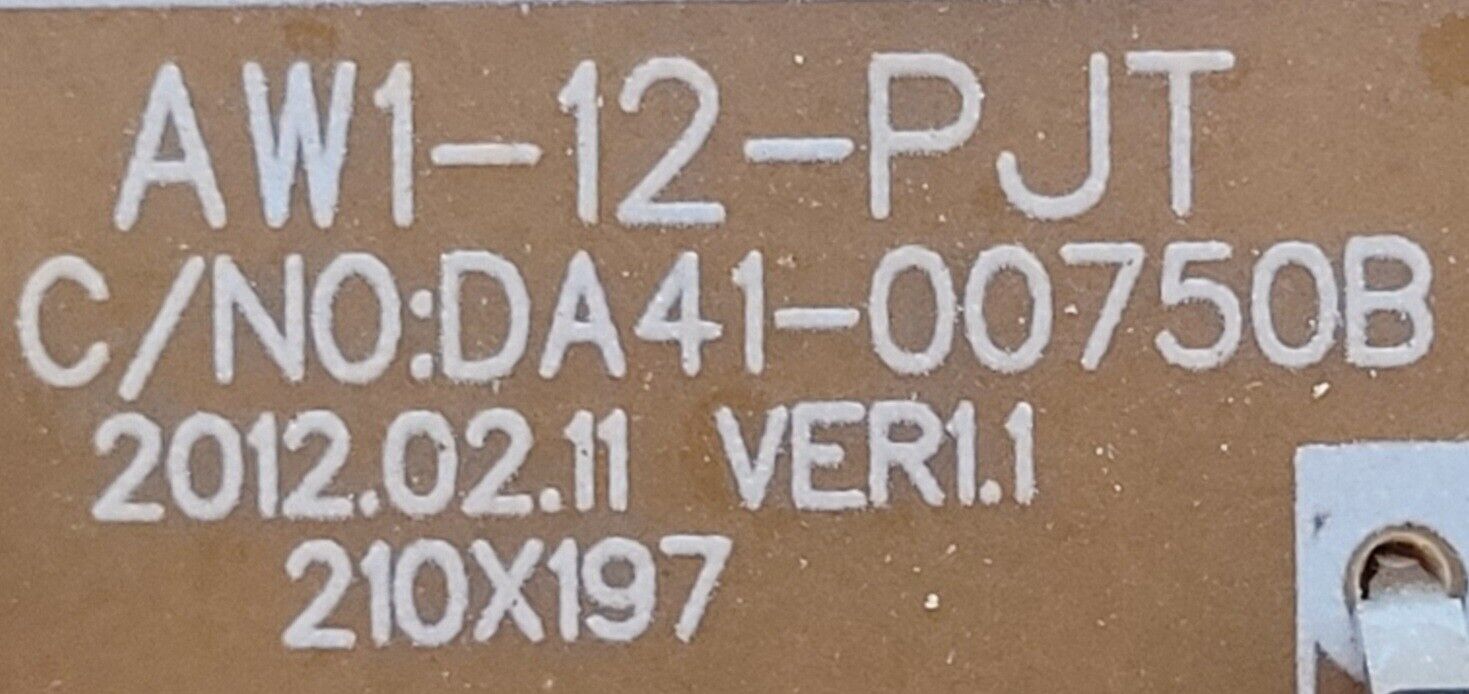 AW1-12-PJT
C/NO:DA41-00750B
2012.02.11 VER1.1
210X197